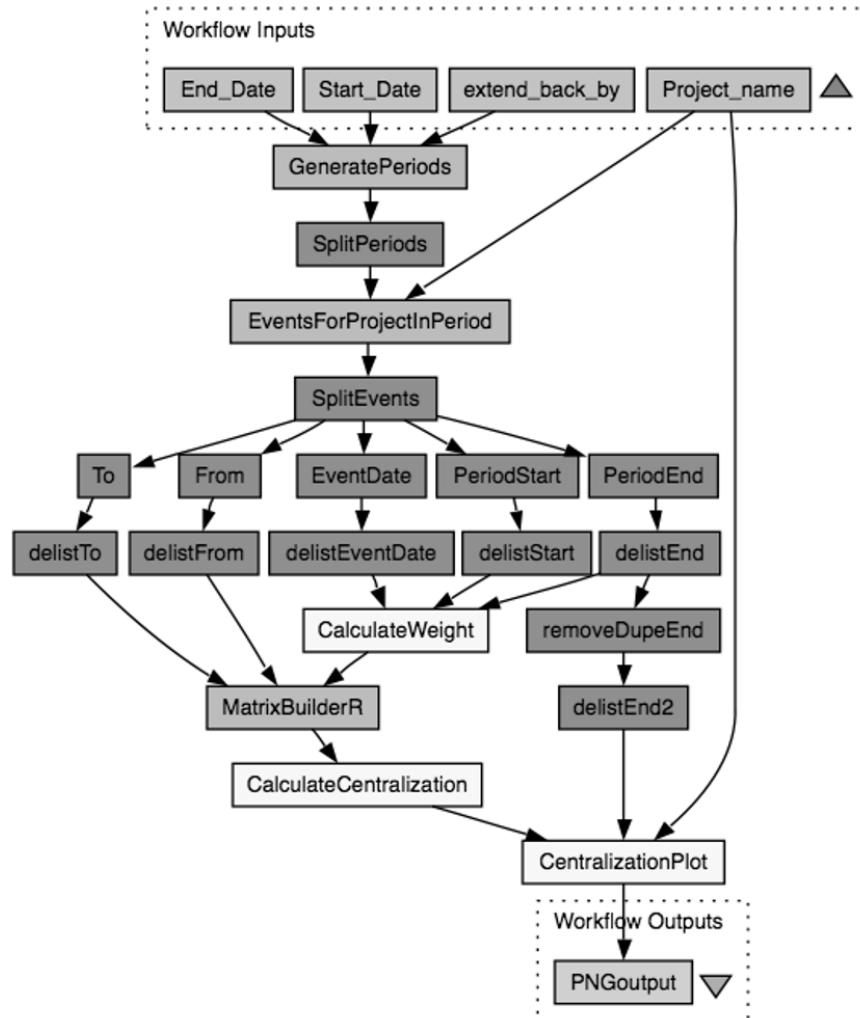 Workflow Inputs
End_Date
Start_Date
extend_back_by
Project_name
GeneratePeriods
SplitPeriods
EventsForProjectInPeriod
SplitEvents
To
From
EventDate
PeriodStart
PeriodEnd
delistTo
delistFrom
delistEventDate
delistStart
delistEnd
CalculateWeight
removeDupeEnd
MatrixBuilderR
delistEnd2
CalculateCentralization
CentralizationPlot
Workflow Outputs
PNGoutput